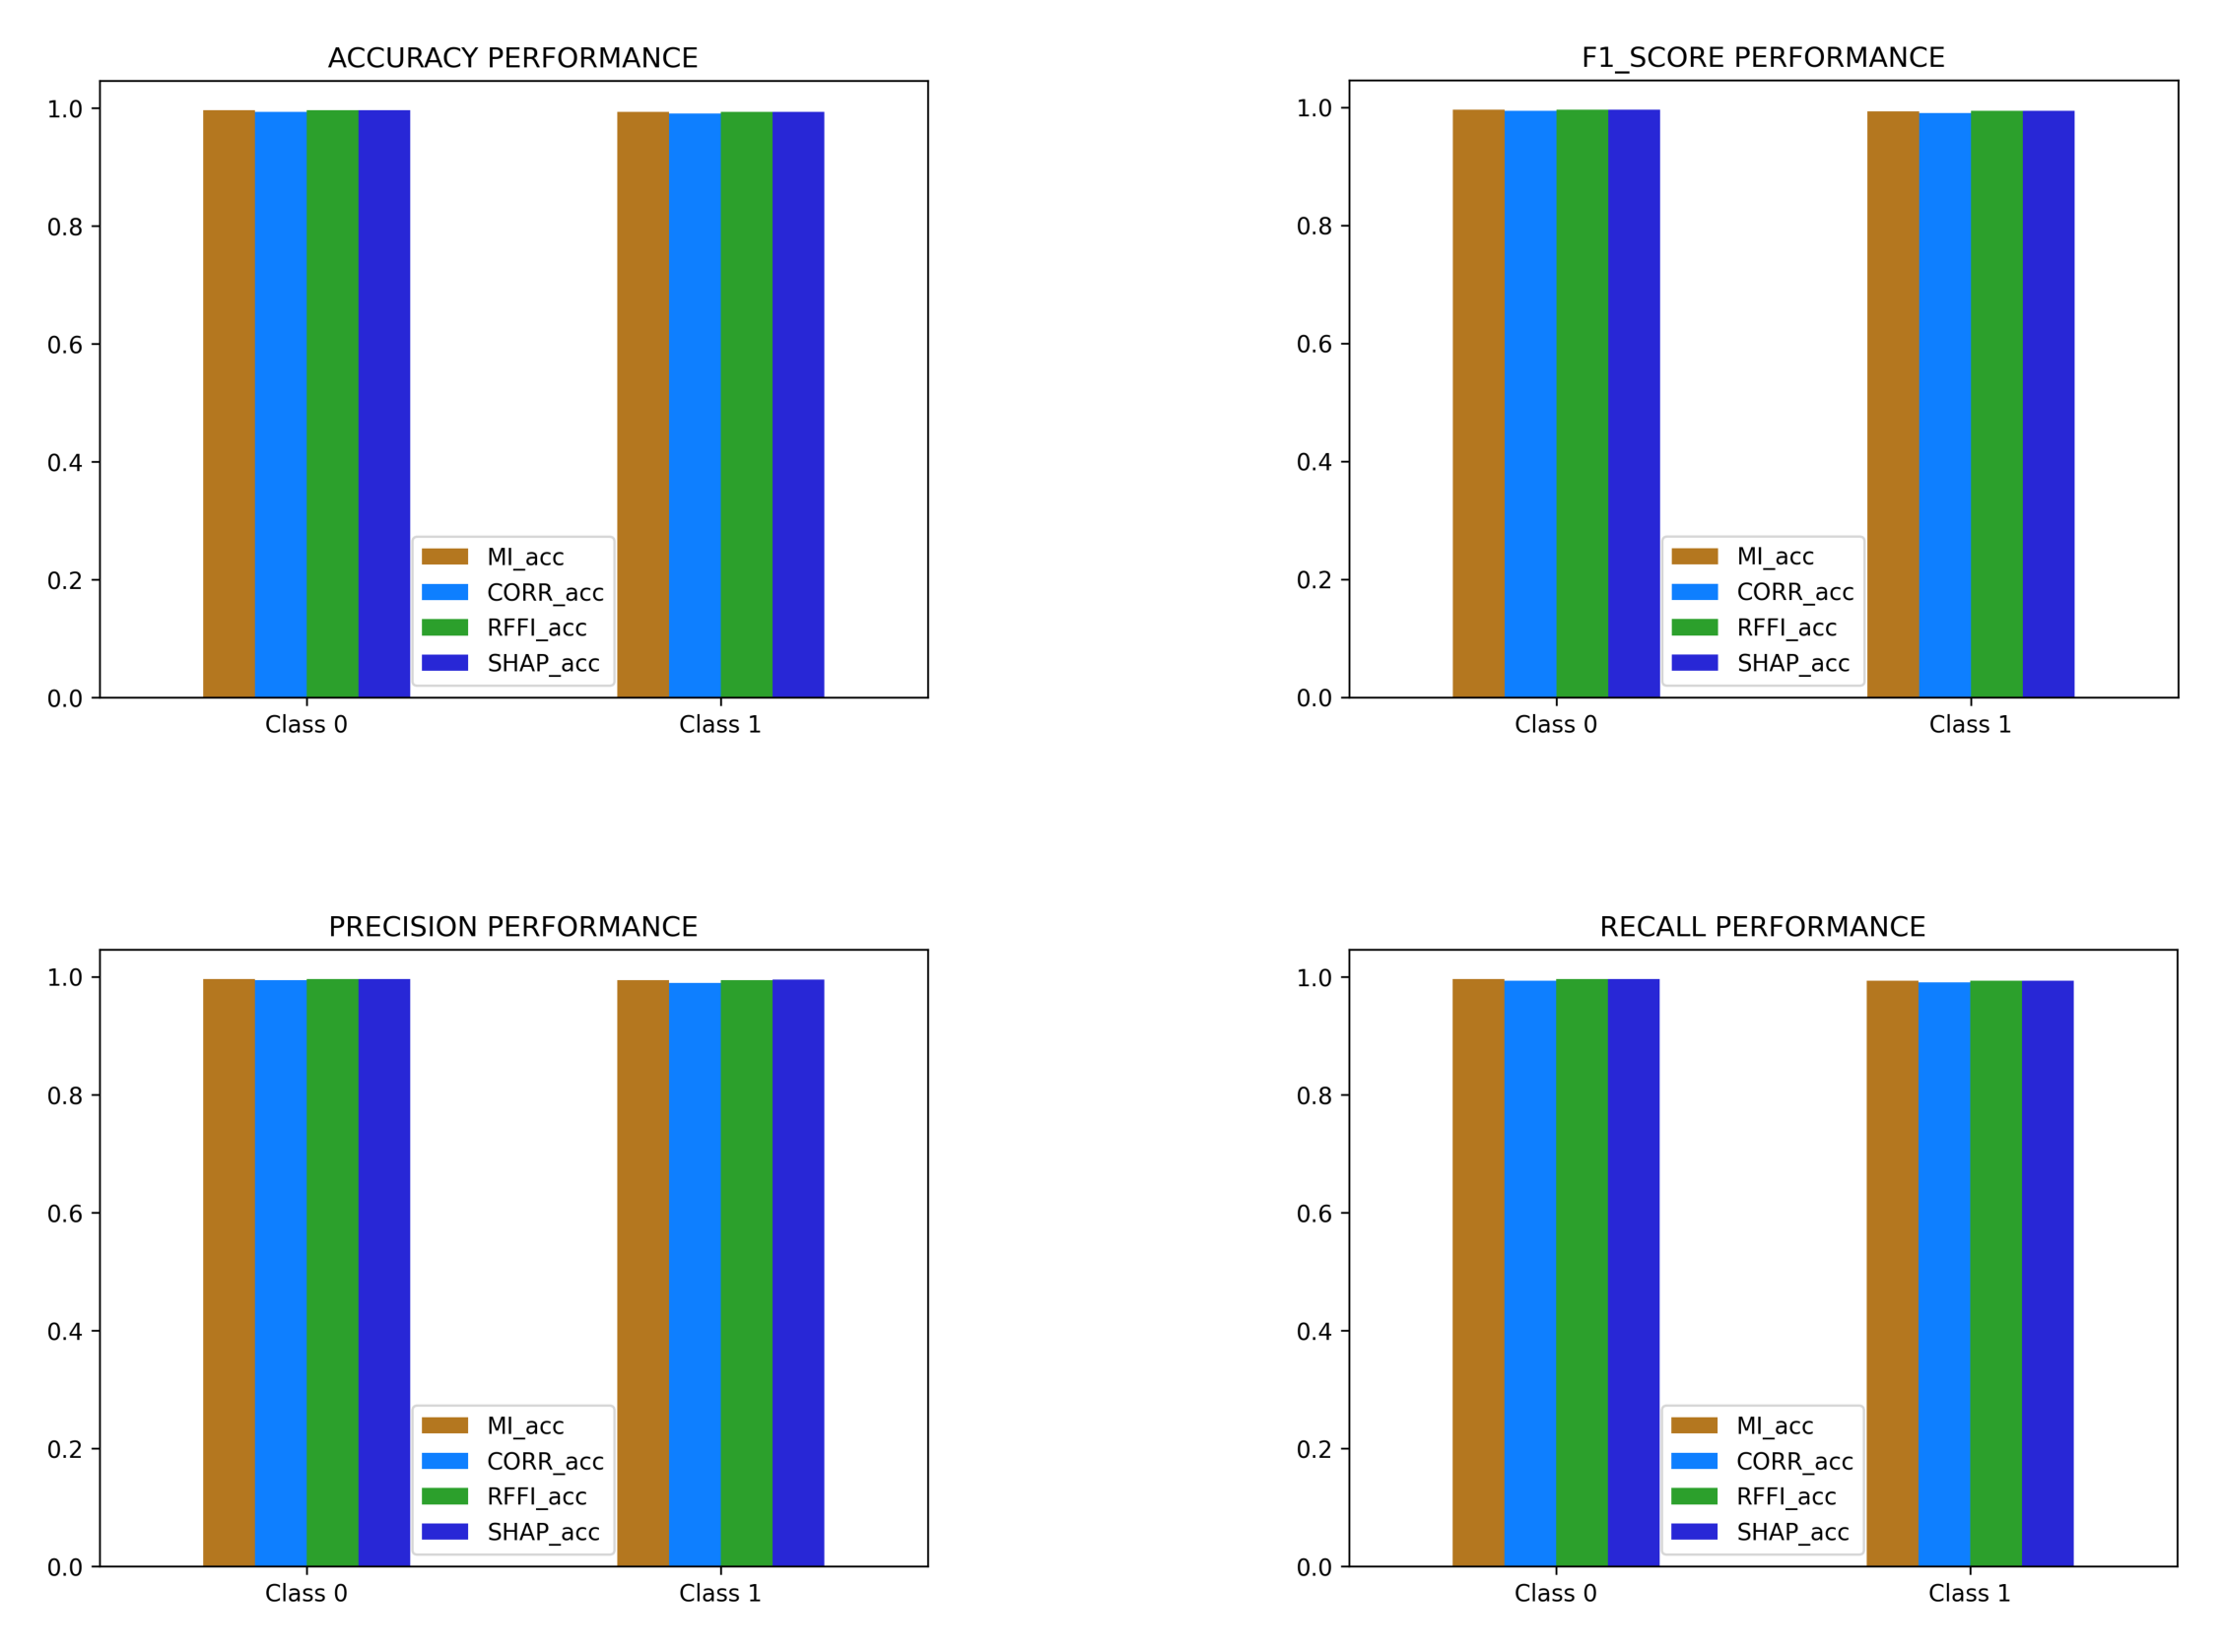 ACCURACY PERFORMANCE
1.0
0.8
0.6
0.4
0.2
0.0
MI_acc
CORR_acc
RFFI_acc
SHAP_acc
Class 0
Class 1
F1_SCORE PERFORMANCE
1.0
0.8
0.6
0.4
0.2
0.0
MI_acc
CORR_acc
RFFI_acc
SHAP_acc
Class 0
Class 1
PRECISION PERFORMANCE
1.0
0.8
0.6
0.4
0.2
0.0
MI_acc
CORR_acc
RFFI_acc
SHAP_acc
Class 0
Class 1
RECALL PERFORMANCE
1.0
0.8
0.6
0.4
0.2
0.0
MI_acc
CORR_acc
RFFI_acc
SHAP_acc
Class 0
Class 1